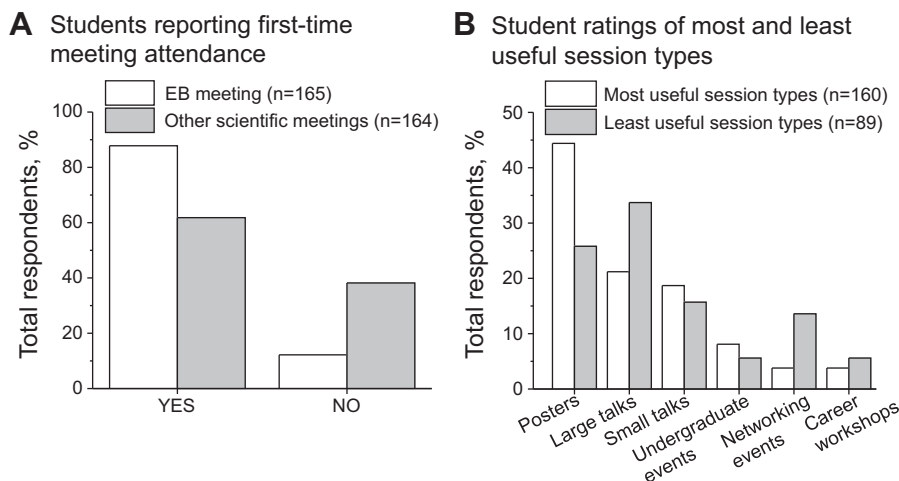 A Students reporting first-time
meeting attendance
EB meeting (n=165)
Other scientific meetings (n=164)
Total respondents, %
100
80
60
40
20
0
YES
NO
B Student ratings of most and least
useful session types
Most useful session types (n=160)
Least useful session types (n=89)
Total respondents, %
50
40
30
20
10
0
Posters
Large talks
Small talks
Undergraduate
events
Networking
events
Career
workshops